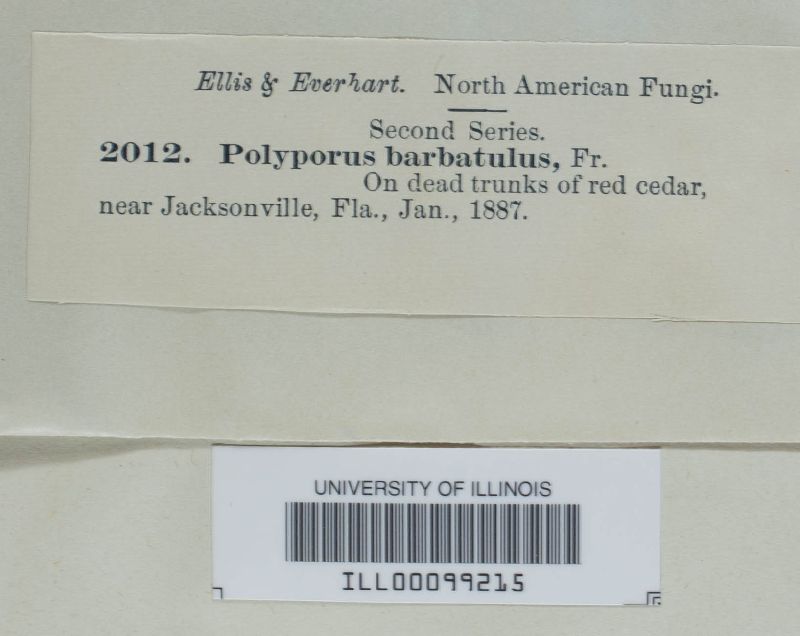 Ellis & Everhart. North American Fungi.
Second Series.
2012. Polyporus barbatulus, Fr.
On dead trunks of red cedar,
near Jacksonville, Fla., Jan., 1887.
UNIVERSITY OF ILLINOIS
ILL00099215